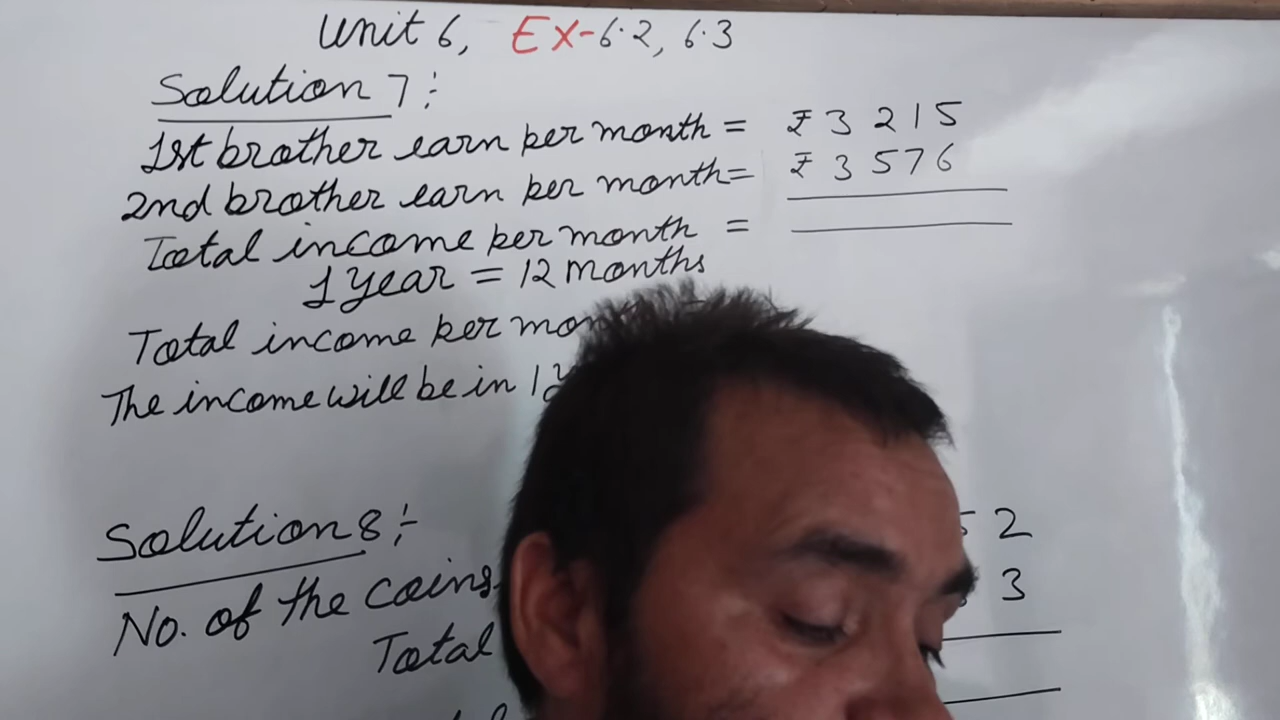 Unit 6, EX-6.2, 6.3
Solution 7:
1st brother earn per month = ₹ 3 2 1 5
2nd brother earn per month = ₹ 3 5 7 6
Total income per month =
1 year = 12 months
Total income per
The income will be in
Solution 8:-
2
No. of the coins 3
Total